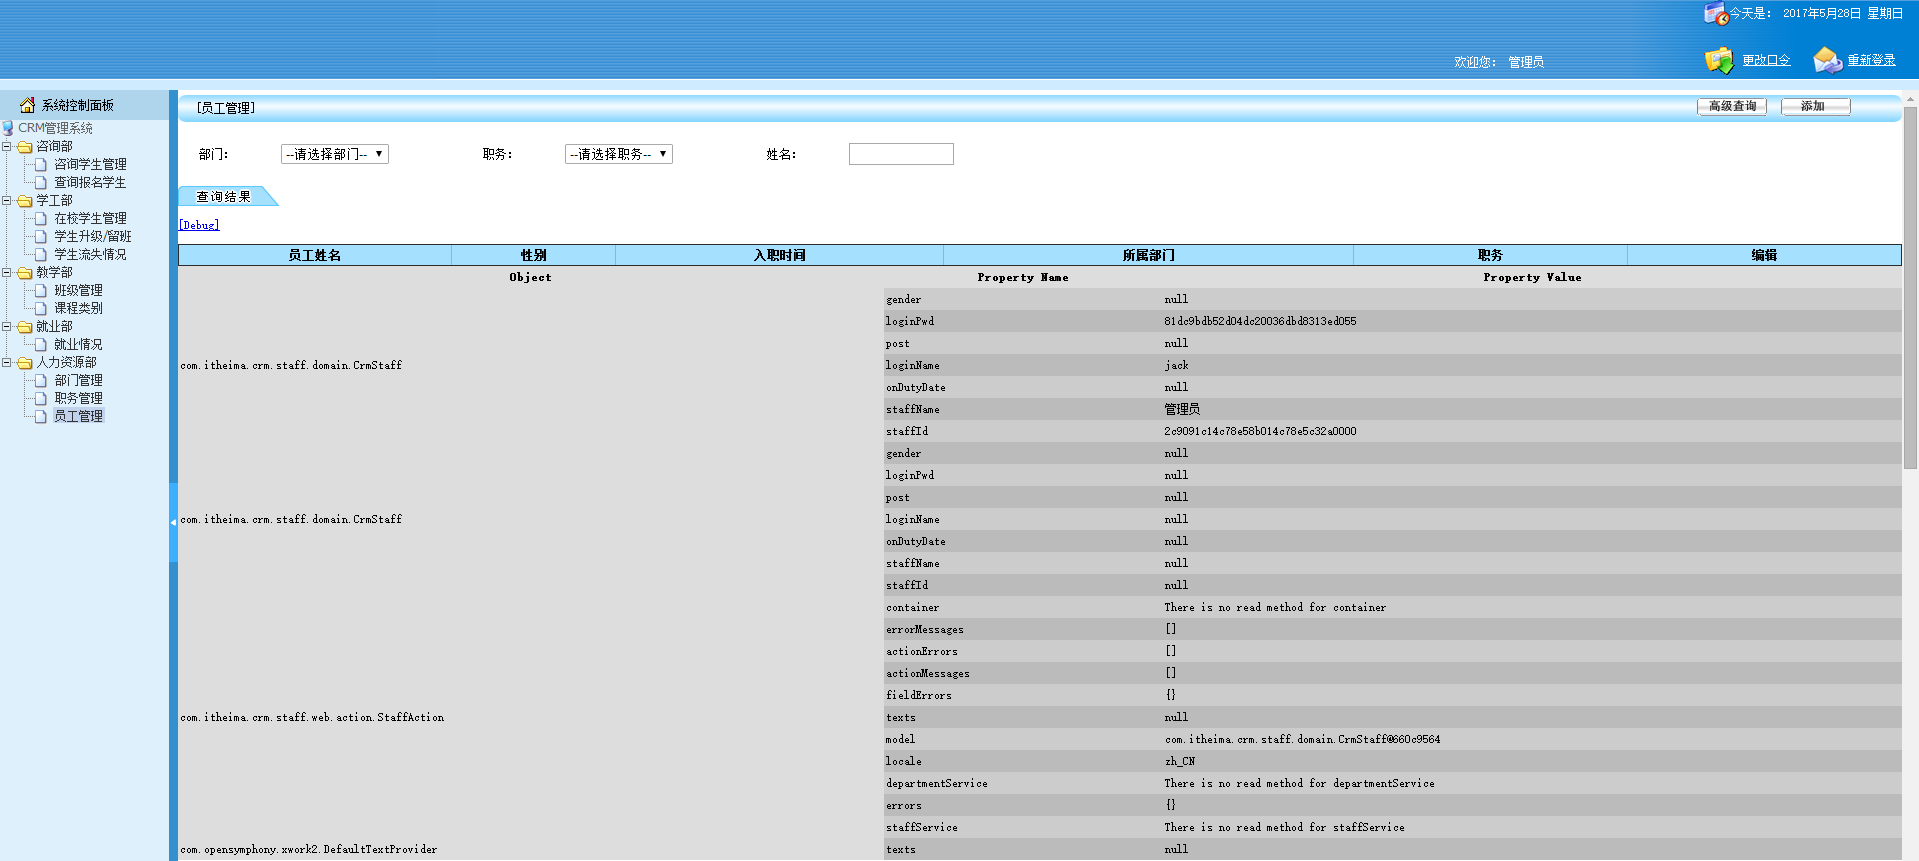 今天是： 2017年5月28日 星期日
欢迎您： 管理员
更改口令
重新登录
系统控制面板
CRM管理系统
咨询部
咨询学生管理
查询报名学生
学工部
在校学生管理
学生升级/留班
学生流失情况
教学部
班级管理
课程类别
就业部
就业情况
人力资源部
部门管理
职务管理
员工管理
[员工管理]
高级查询
添加
部门： --请选择部门-- 职务： --请选择职务-- 姓名：
查询结果
[Debug]
员工姓名 性别 入职时间 所属部门 职务 编辑
Object Property Name Property Value
gender null
loginPwd 81dc9bdb52d04dc20036dbd8313ed055
post null
com.itheima.crm.staff.domain.CrmStaff loginName jack
onDutyDate null
staffName 管理员
staffId 2c9091c14c78e58b014c78e5c32a0000
gender null
loginPwd null
post null
com.itheima.crm.staff.domain.CrmStaff loginName null
onDutyDate null
staffName null
staffId null
container There is no read method for container
errorMessages []
actionErrors []
actionMessages []
fieldErrors {}
com.itheima.crm.staff.web.action.StaffAction texts null
model com.itheima.crm.staff.domain.CrmStaff@660c9564
locale zh_CN
departmentService There is no read method for departmentService
errors {}
staffService There is no read method for staffService
com.opensymphony.xwork2.DefaultTextProvider texts null